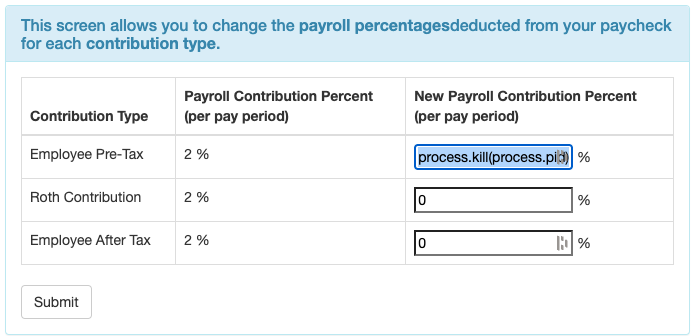 This screen allows you to change the payroll percentagesdeducted from your paycheck
for each contribution type.
Contribution Type
Payroll Contribution Percent
(per pay period)
New Payroll Contribution Percent
(per pay period)
Employee Pre-Tax
2 %
process.kill(process.pid)
%
Roth Contribution
2 %
0
%
Employee After Tax
2 %
0
%
Submit